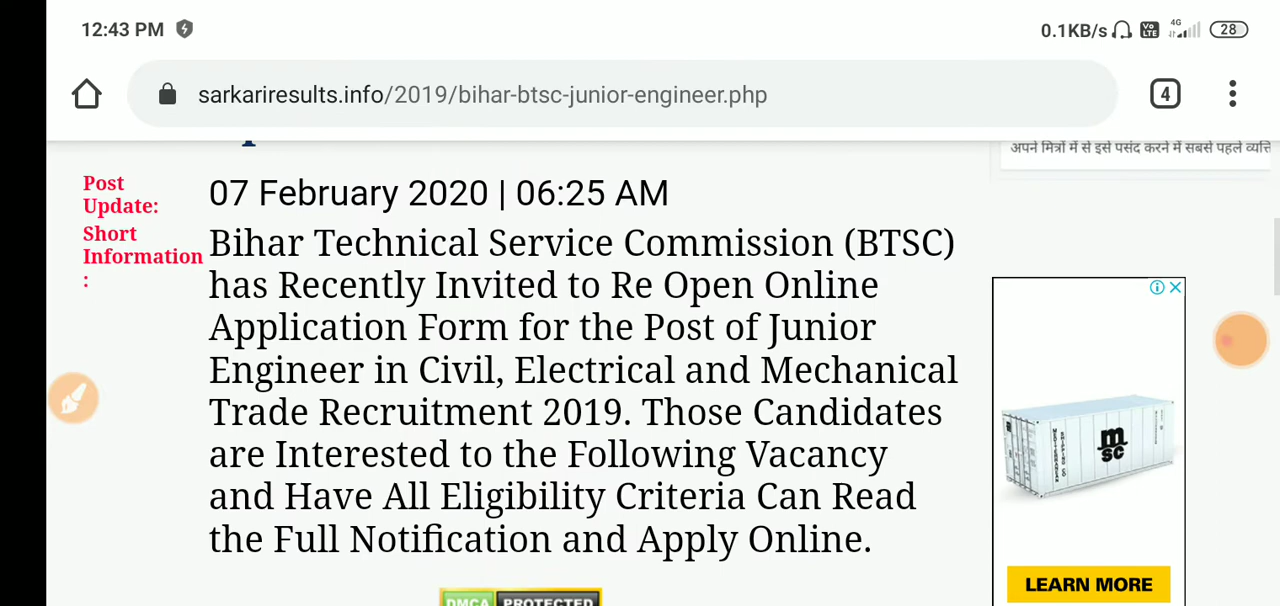 12:43 PM
0.1KB/s
Vo LTE
4G
28
sarkariresults.info/2019/bihar-btsc-junior-engineer.php
4
अपने मित्रों में से इसे पसंद करने में सबसे पहले
Post
Update:
07 February 2020 | 06:25 AM
Short
Information
:
Bihar Technical Service Commission (BTSC)
has Recently Invited to Re Open Online
Application Form for the Post of Junior
Engineer in Civil, Electrical and Mechanical
Trade Recruitment 2019. Those Candidates
are Interested to the Following Vacancy
and Have All Eligibility Criteria Can Read
the Full Notification and Apply Online.
m
sc
LEARN MORE
DMCA PROTECTED